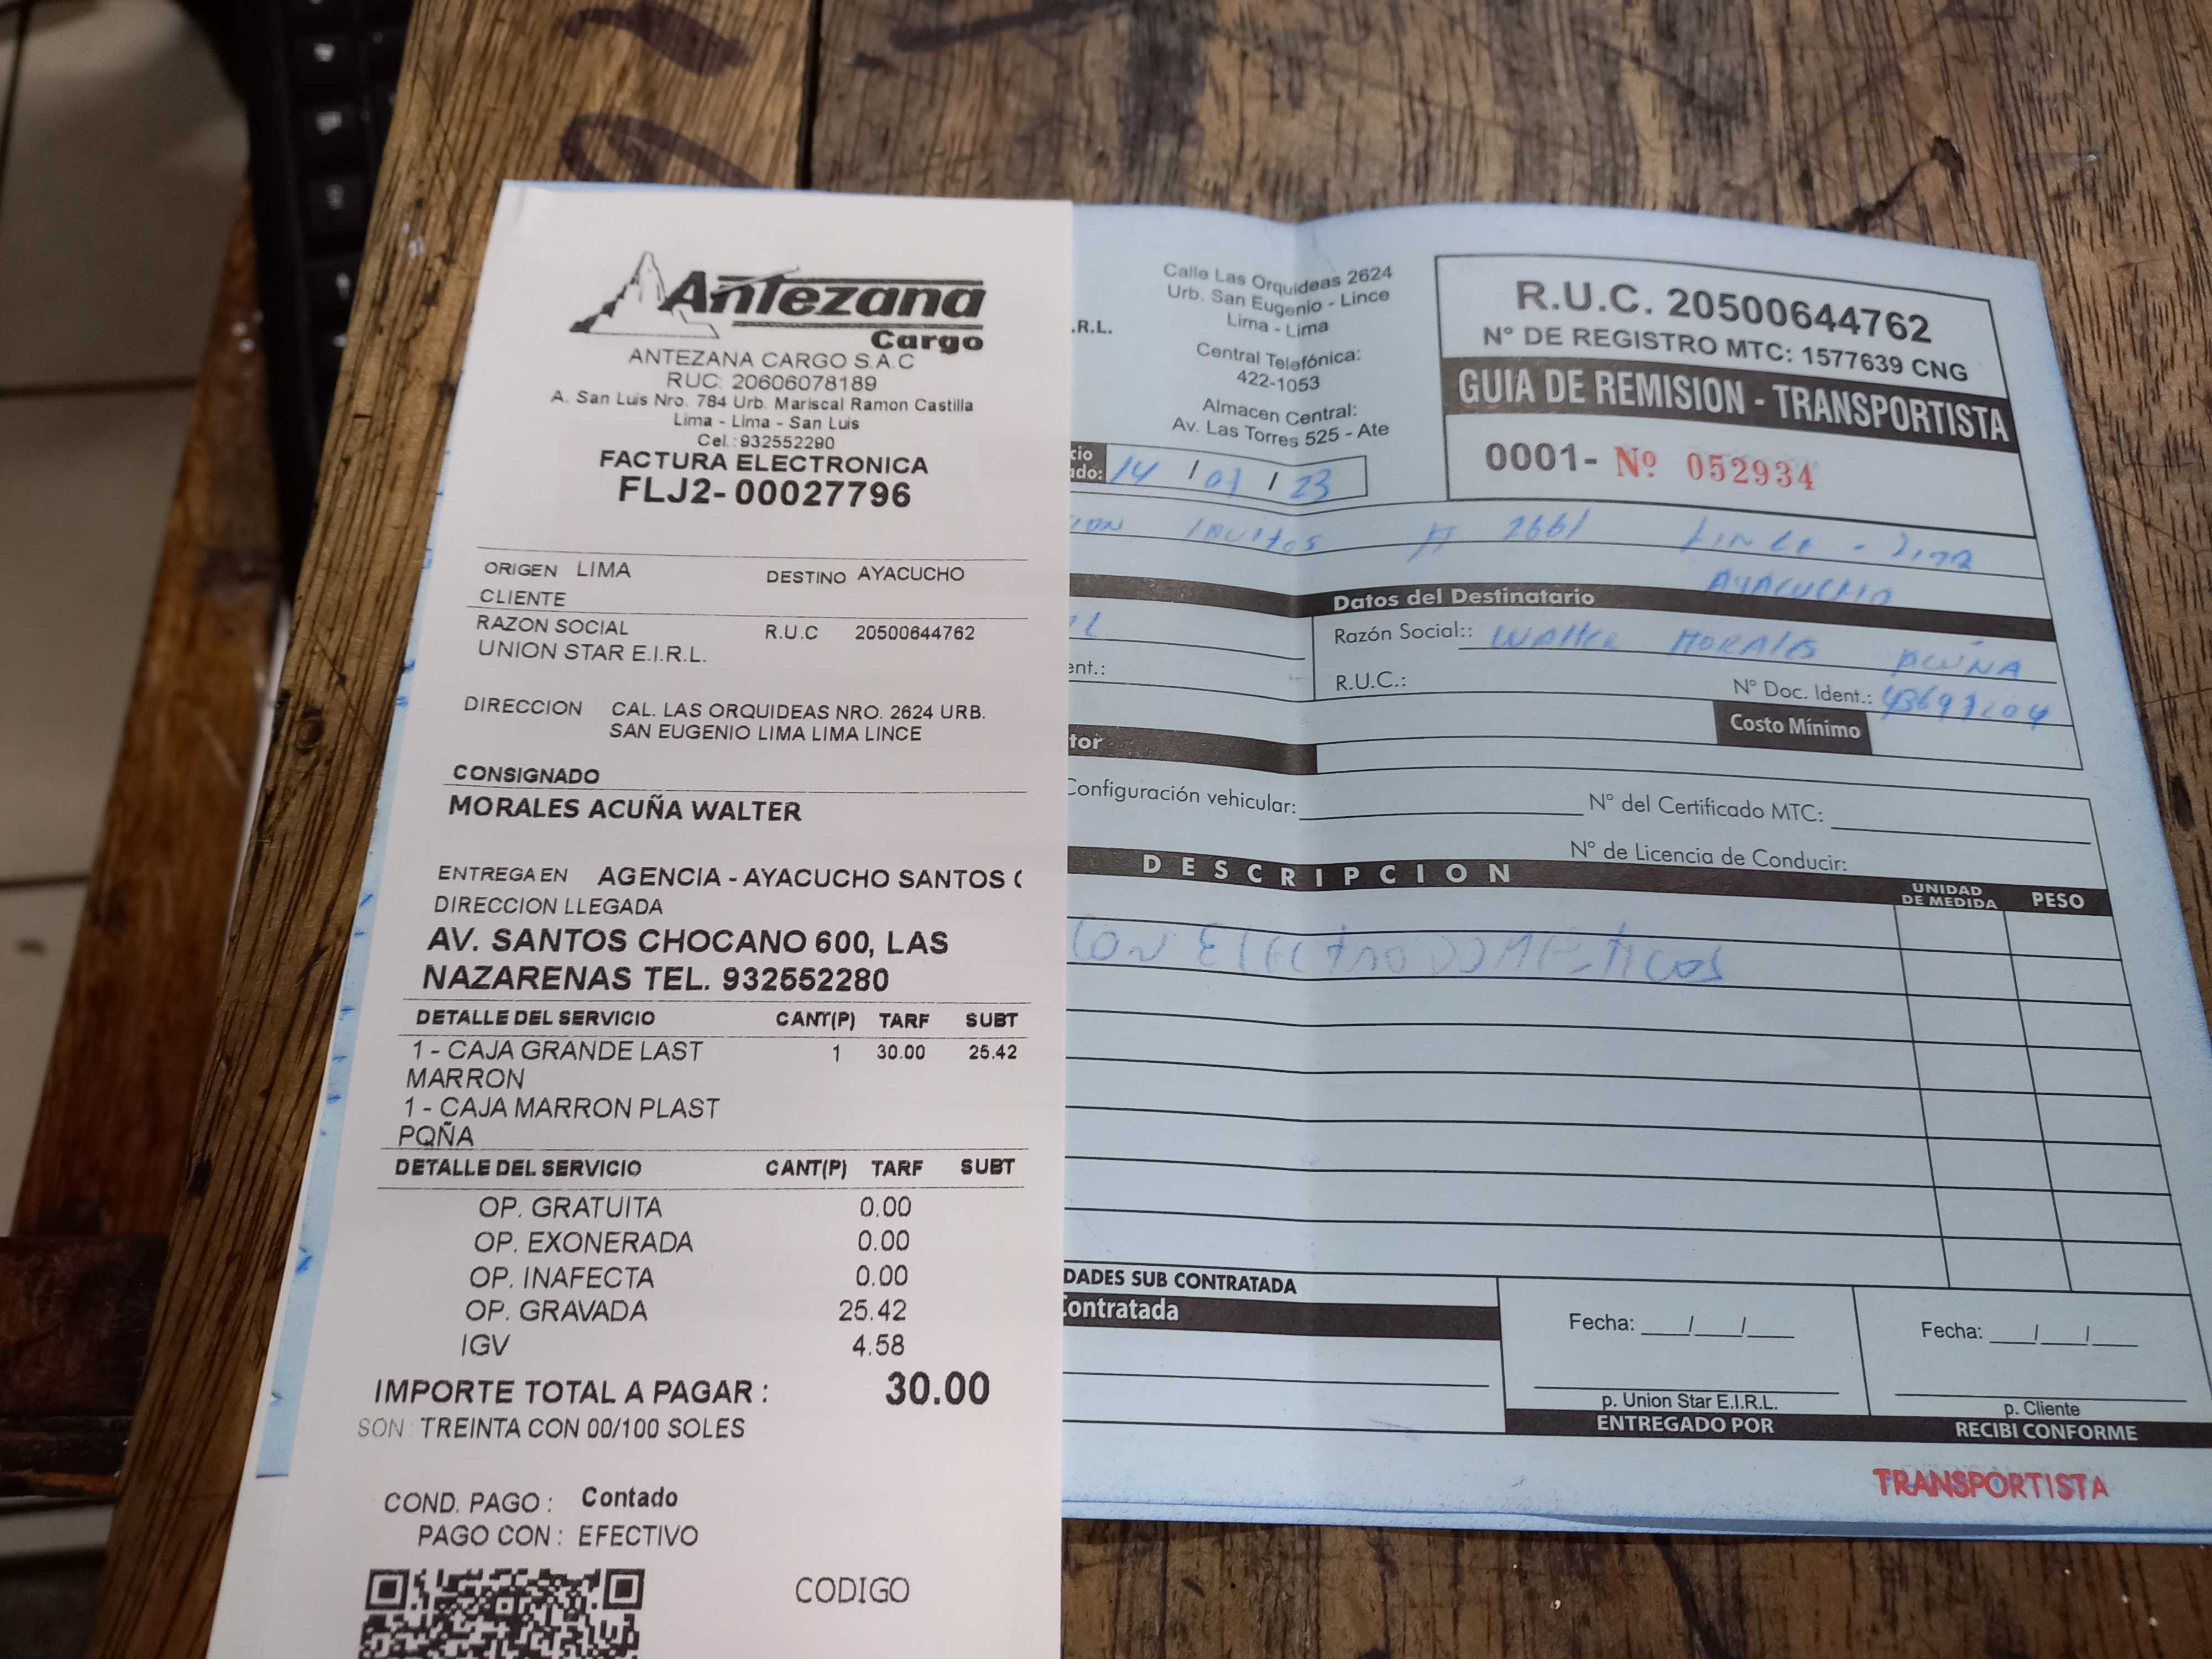 Antezana
Cargo
ANTEZANA CARGO S.A.C
RUC: 20606078189
A. San Luis Nro. 784 Urb. Mariscal Ramon Castilla
Lima - Lima - San Luis
Cel.: 932552290
FACTURA ELECTRONICA
FLJ2- 00027796
ORIGEN LIMA DESTINO AYACUCHO
CLIENTE
RAZON SOCIAL R.U.C 20500644762
UNION STAR E.I.R.L.
DIRECCION CAL. LAS ORQUIDEAS NRO. 2624 URB.
SAN EUGENIO LIMA LIMA LINCE
CONSIGNADO
MORALES ACUÑA WALTER
ENTREGA EN AGENCIA - AYACUCHO SANTOS
DIRECCION LLEGADA
AV. SANTOS CHOCANO 600, LAS
NAZARENAS TEL. 932552280
DETALLE DEL SERVICIO CANT(P) TARF SUBT
1 - CAJA GRANDE LAST 1 30.00 25.42
MARRON
1 - CAJA MARRON PLAST
PQÑA
DETALLE DEL SERVICIO CANT(P) TARF SUBT
OP. GRATUITA 0.00
OP. EXONERADA 0.00
OP. INAFECTA 0.00
OP. GRAVADA 25.42
IGV 4.58
IMPORTE TOTAL A PAGAR : 30.00
SON: TREINTA CON 00/100 SOLES
COND. PAGO : Contado
PAGO CON : EFECTIVO
CODIGO
.R.L.
Calle Las Orquideas 2624
Urb. San Eugenio - Lince
Lima - Lima
Central Telefónica:
422-1053
Almacen Central:
Av. Las Torres 525 - Ate
R.U.C. 20500644762
N° DE REGISTRO MTC: 1577639 CNG
GUIA DE REMISION - TRANSPORTISTA
0001- Nº 052934
cio
ado: 14 / 07 / 23
2661 LINCE - LIMA
AYACUCHO
Datos del Destinatario
Razón Social:: Walter MORALES ACUÑA
ent.:
R.U.C.: N° Doc. Ident.: 43697204
Costo Mínimo
tor
Configuración vehicular: N° del Certificado MTC:
N° de Licencia de Conducir:
DESCRIPCION UNIDAD DE MEDIDA PESO
CON ELECTRODOMESTICOS
DADES SUB CONTRATADA
Contratada
Fecha: / / Fecha: / /
p. Union Star E.I.R.L. p. Cliente
ENTREGADO POR RECIBI CONFORME
TRANSPORTISTA